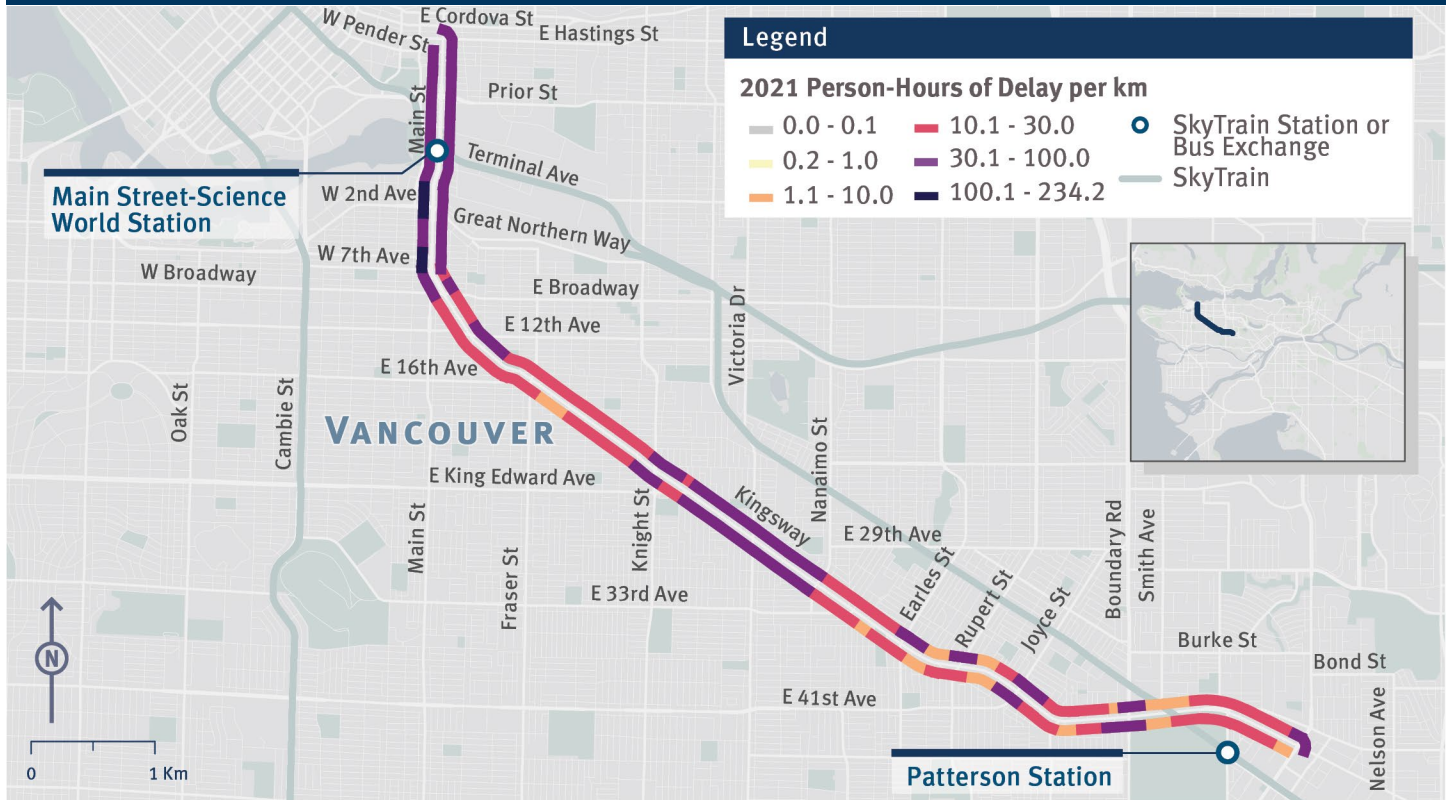 E Cordova St
W Pender St
E Hastings St
Prior St
Main St
Terminal Ave
Main Street-Science
World Station
W 2nd Ave
Great Northern Way
W 7th Ave
W Broadway
E Broadway
Victoria Dr
E 12th Ave
E 16th Ave
Oak St
Cambie St
VANCOUVER
Nanaimo St
E King Edward Ave
Kingsway
Main St
Knight St
Fraser St
E 29th Ave
Boundary Rd
Smith Ave
Earles St
Rupert St
Joyce St
E 33rd Ave
Burke St
Bond St
E 41st Ave
Nelson Ave
Patterson Station
N
0 1 Km
Legend
2021 Person-Hours of Delay per km
0.0 - 0.1
0.2 - 1.0
1.1 - 10.0
10.1 - 30.0
30.1 - 100.0
100.1 - 234.2
SkyTrain Station or
Bus Exchange
SkyTrain